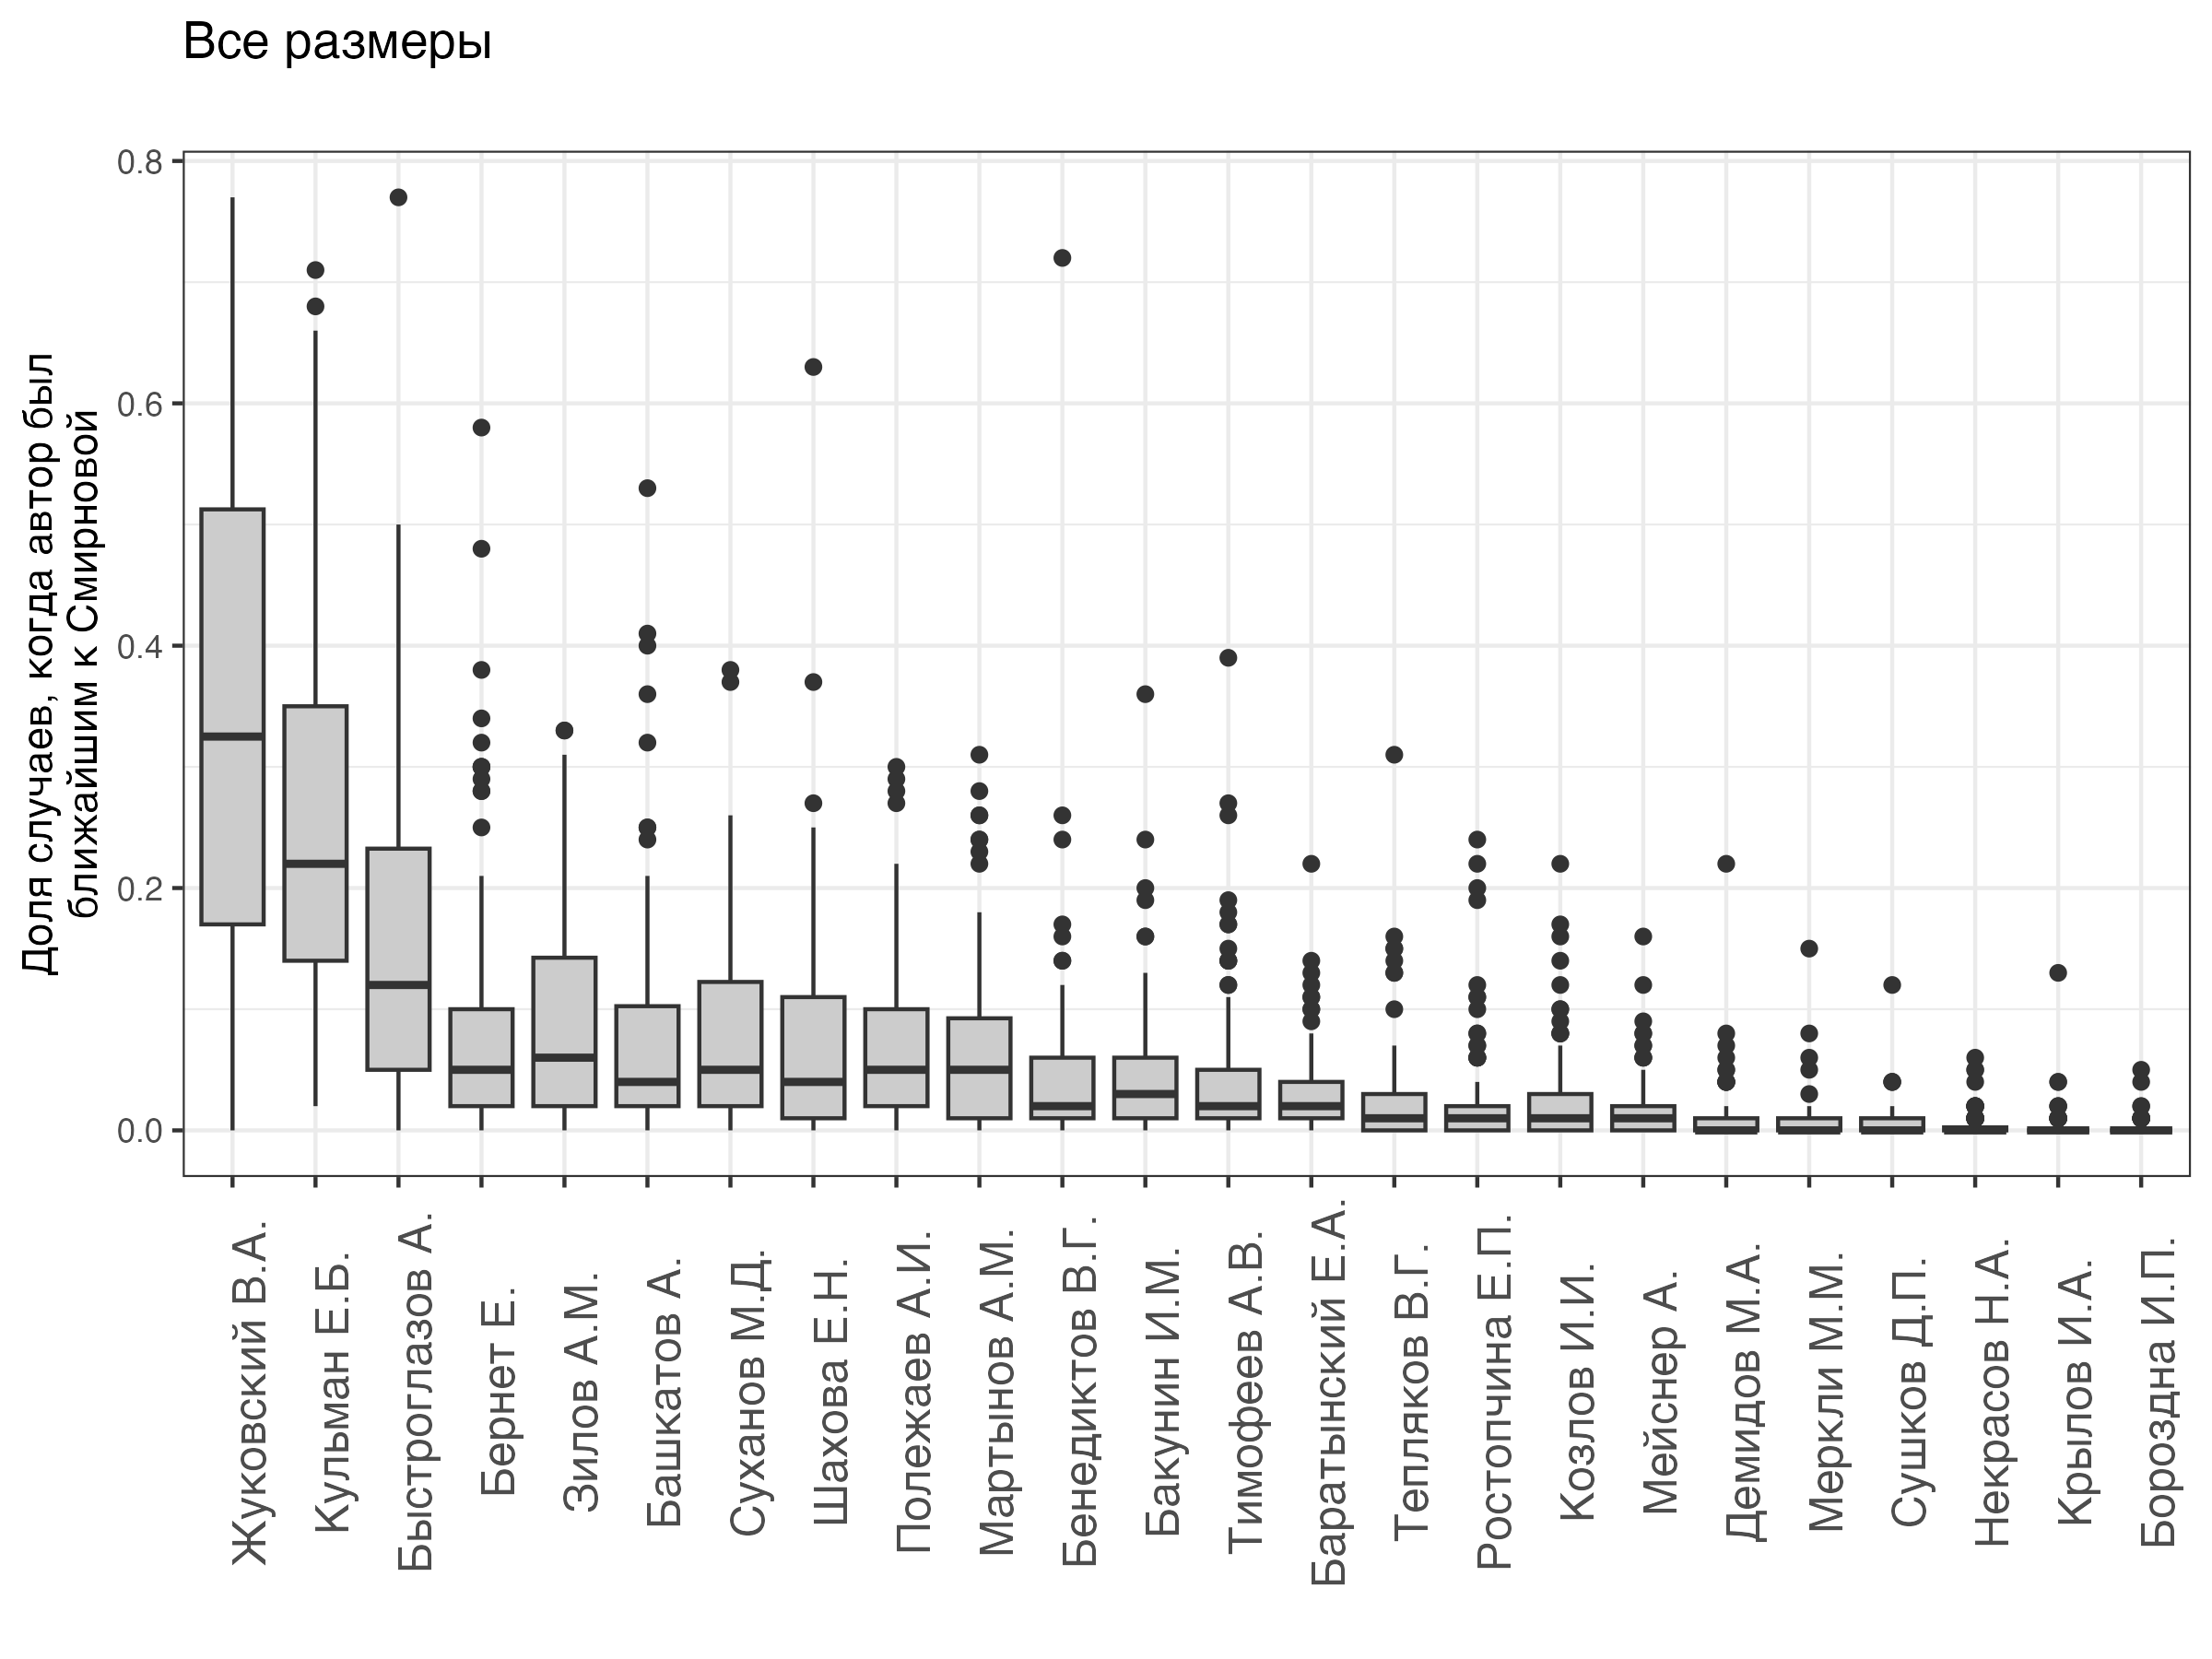 Все размеры
Доля случаев, когда автор был
ближайшим к Смирновой
0.8
0.6
0.4
0.2
0.0
Жуковский В.А.
Кульман Е.Б.
Быстроглазов А.
Бернет Е.
Зилов А.М.
Башкатов А.
Суханов М.Д.
Шахова Е.Н.
Полежаев А.И.
Мартынов А.М.
Бенедиктов В.Г.
Бакунин И.М.
Тимофеев А.В.
Баратынский Е.А.
Тепляков В.Г.
Ростопчина Е.П.
Козлов И.И.
Мейснер А.
Демидов М.А.
Меркли М.М.
Сушков Д.П.
Некрасов Н.А.
Крылов И.А.
Бороздна И.П.